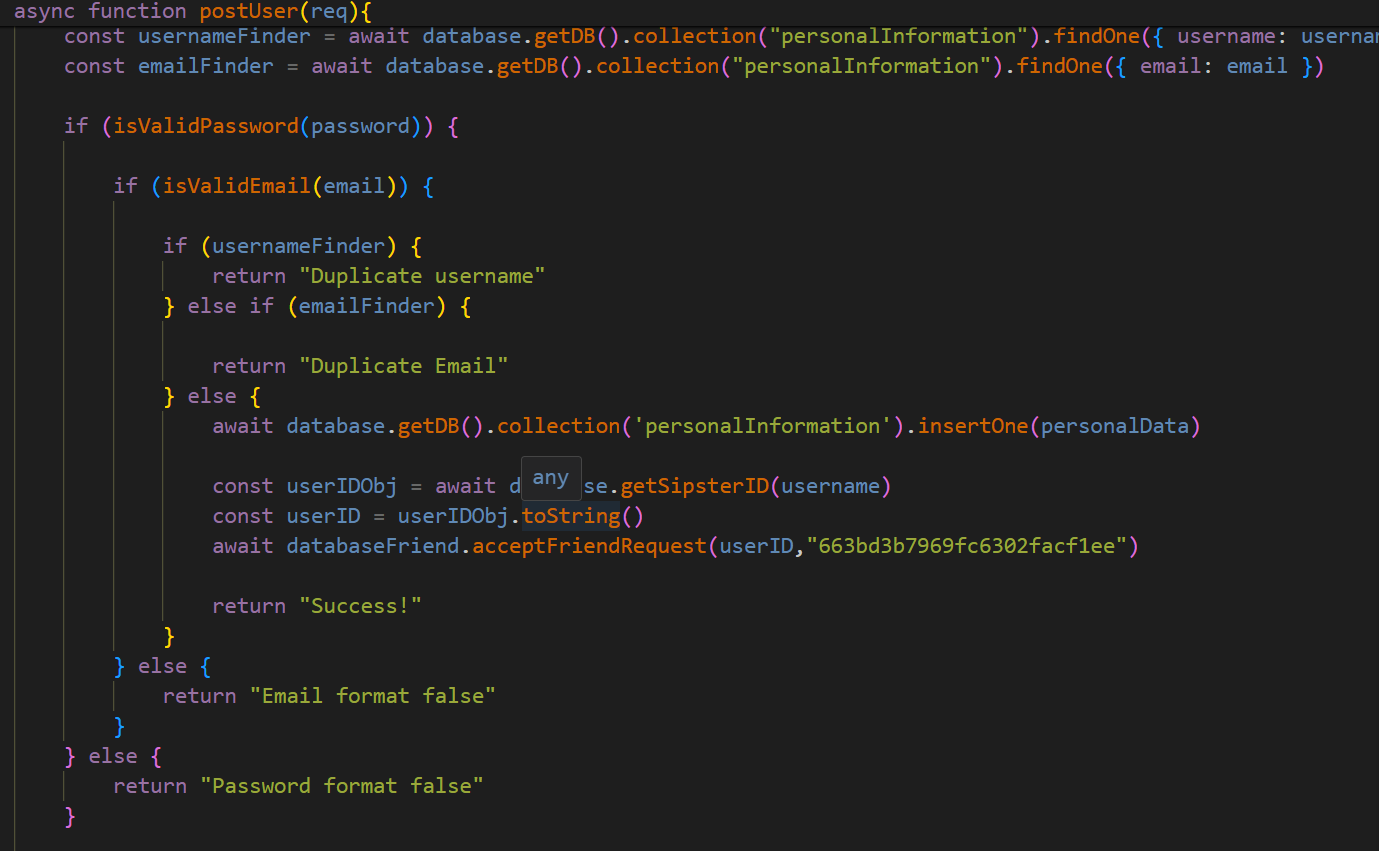 async function postUser(req){
const usernameFinder = await database.getDB().collection("personalInformation").findOne({ username: usernam
const emailFinder = await database.getDB().collection("personalInformation").findOne({ email: email })
if (isValidPassword(password)) {
if (isValidEmail(email)) {
if (usernameFinder) {
return "Duplicate username"
} else if (emailFinder) {
return "Duplicate Email"
} else {
await database.getDB().collection('personalInformation').insertOne(personalData)
any
const userIDObj = await d se.getSipsterID(username)
const userID = userIDObj.toString()
await databaseFriend.acceptFriendRequest(userID,"663bd3b7969fc6302facf1ee")
return "Success!"
}
} else {
return "Email format false"
}
} else {
return "Password format false"
}